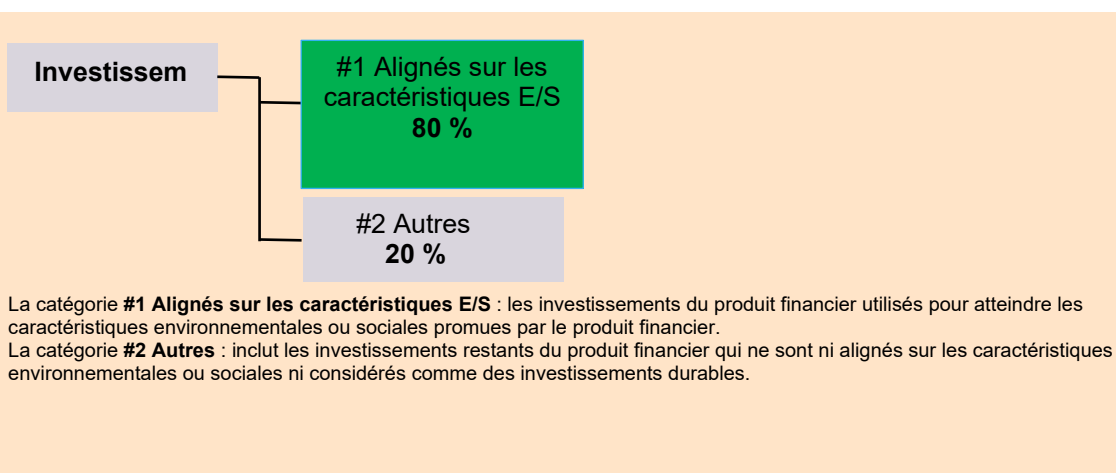 Investissem
#1 Alignés sur les
caractéristiques E/S
80 %
#2 Autres
20 %
La catégorie #1 Alignés sur les caractéristiques E/S : les investissements du produit financier utilisés pour atteindre les
caractéristiques environnementales ou sociales promues par le produit financier.
La catégorie #2 Autres : inclut les investissements restants du produit financier qui ne sont ni alignés sur les caractéristiques
environnementales ou sociales ni considérés comme des investissements durables.